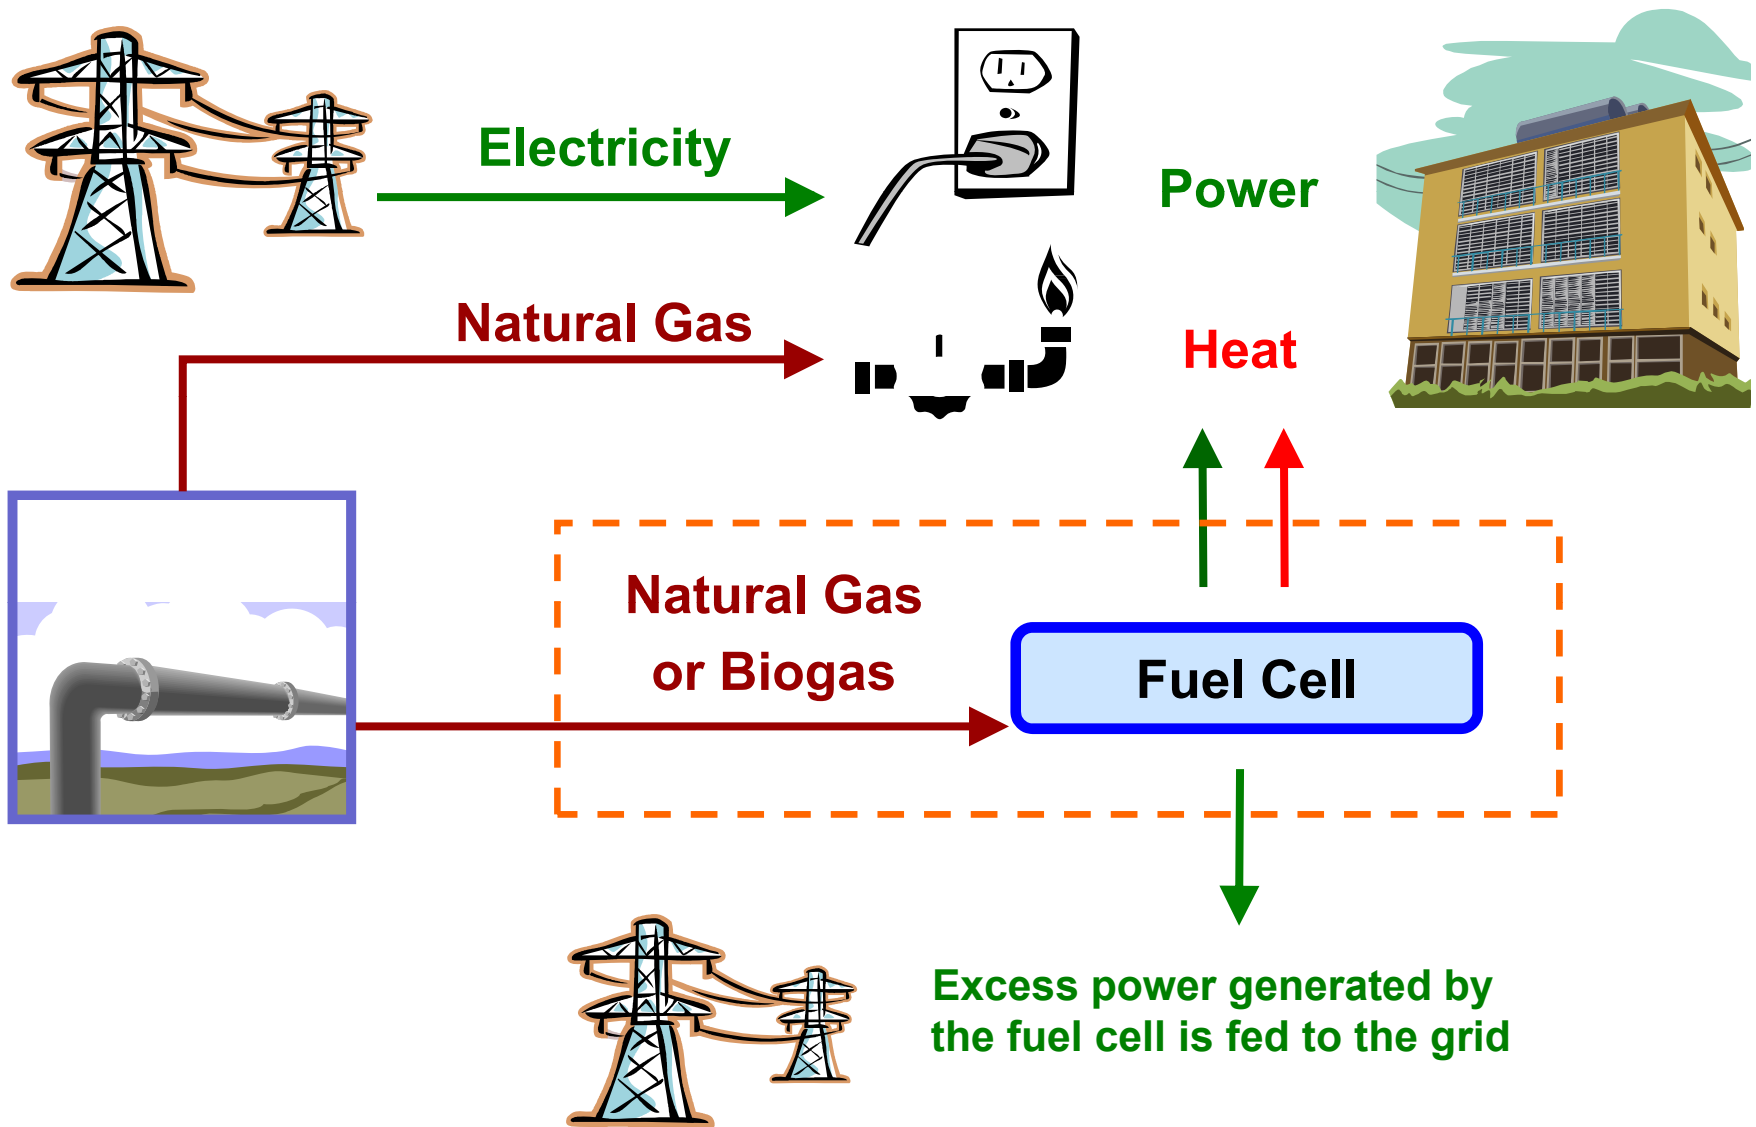 Electricity
Power
Natural Gas
Heat
Natural Gas
or Biogas
Fuel Cell
Excess power generated by
the fuel cell is fed to the grid